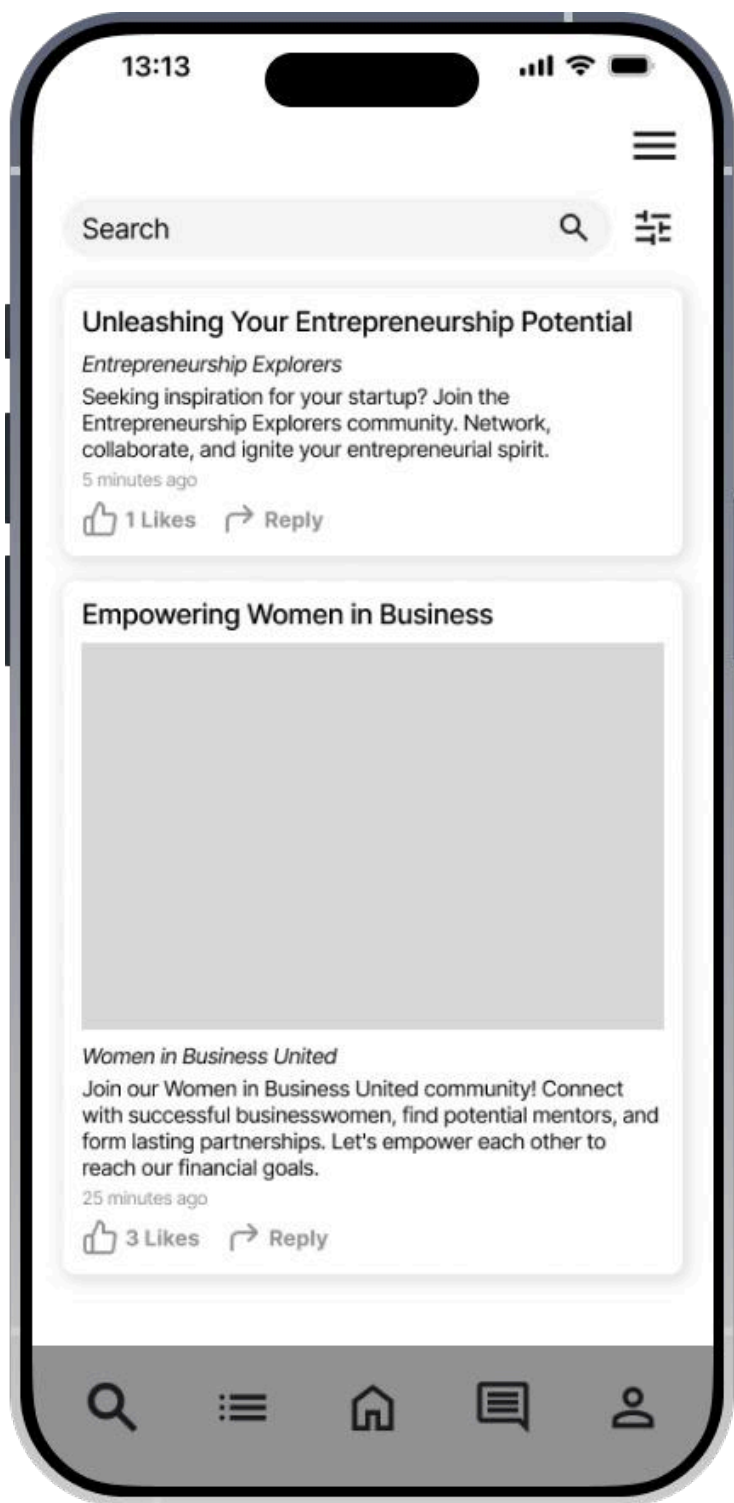 13:13
Search
Unleashing Your Entrepreneurship Potential
Entrepreneurship Explorers
Seeking inspiration for your startup? Join the
Entrepreneurship Explorers community. Network,
collaborate, and ignite your entrepreneurial spirit.
5 minutes ago
1 Likes Reply
Empowering Women in Business
Women in Business United
Join our Women in Business United community! Connect
with successful businesswomen, find potential mentors, and
form lasting partnerships. Let's empower each other to
reach our financial goals.
25 minutes ago
3 Likes Reply